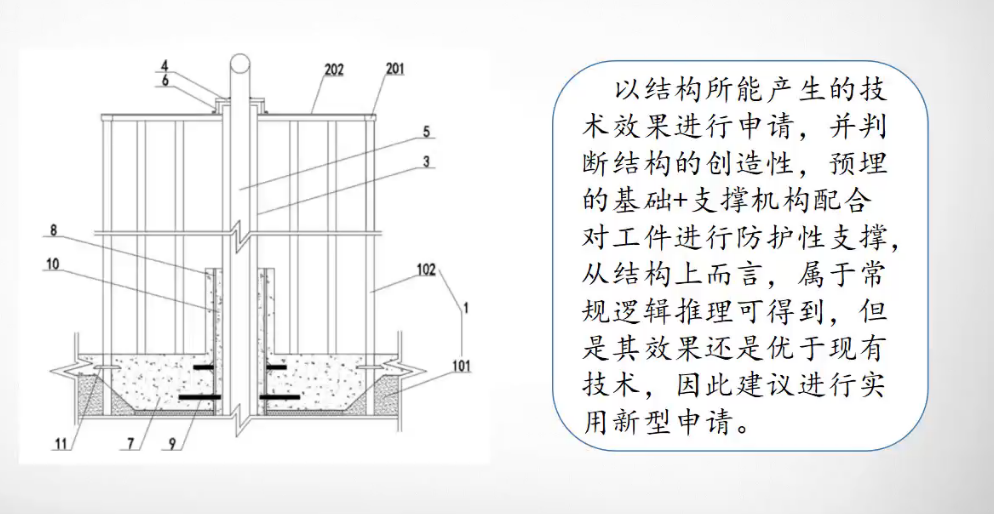 4
6
202
201
5
3
8
10
102
1
101
11
7
9
以结构所能产生的技
术效果进行申请，并判
断结构的创造性，预埋
的基础+支撑机构配合
对工件进行防护性支撑，
从结构上而言，属于常
规逻辑推理可得到，但
是其效果还是优于现有
技术，因此建议进行实
用新型申请。